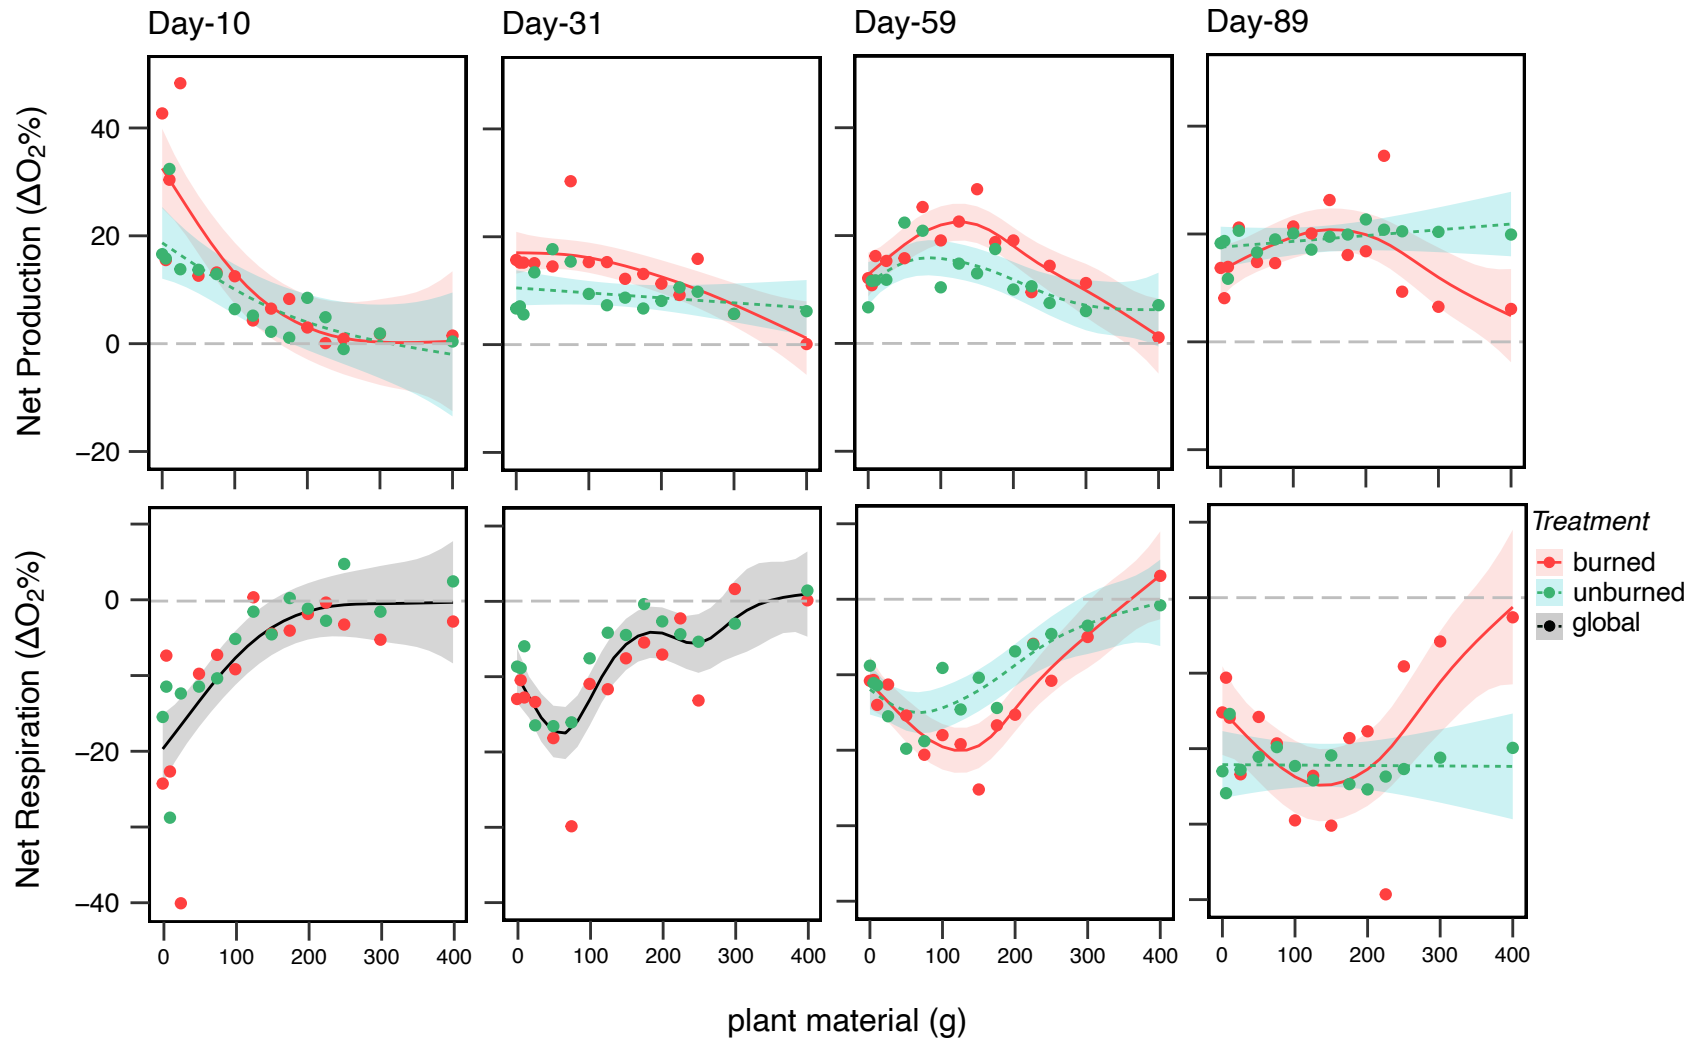 Day-10 Day-31 Day-59 Day-89
Net Production (ΔO₂%)
40
20
0
−20
Net Respiration (ΔO₂%)
0
−20
−40
Treatment
burned
unburned
global
0 100 200 300 400 0 100 200 300 400 0 100 200 300 400 0 100 200 300 400
plant material (g)